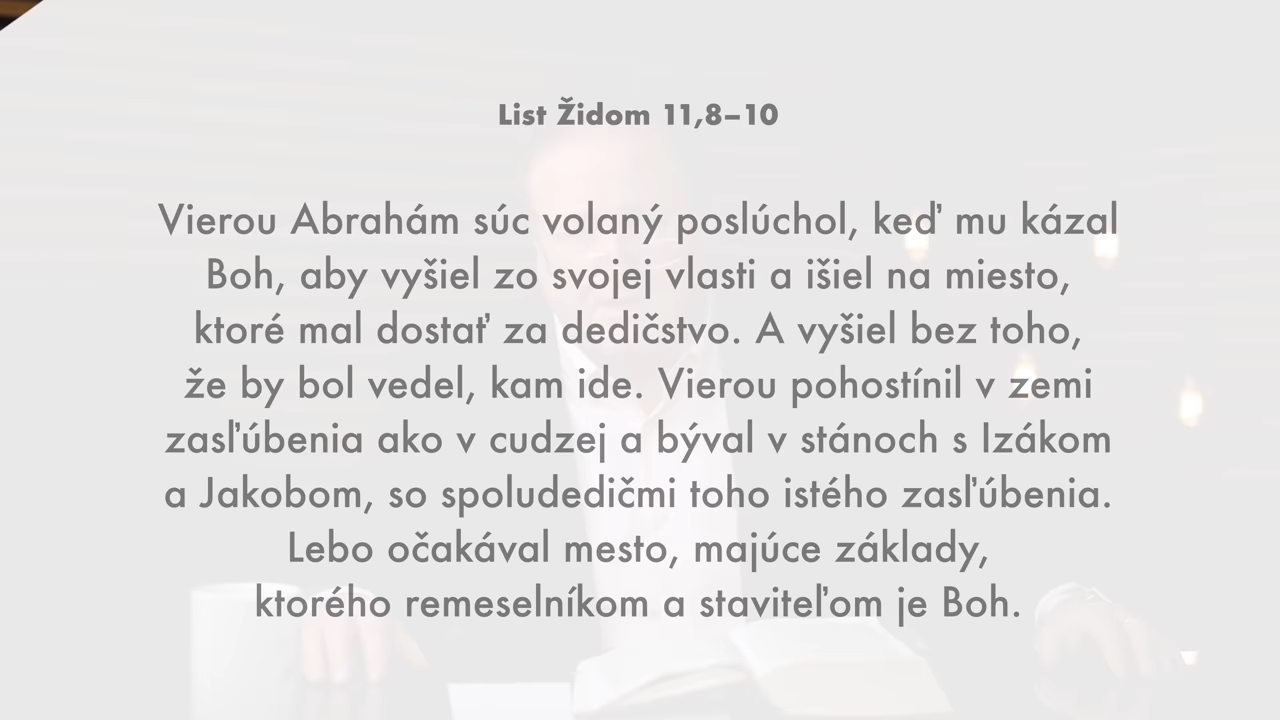 List Židom 11,8–10
Vierou Abrahám súc volaný poslúchol, keď mu kázal
Boh, aby vyšiel zo svojej vlasti a išiel na miesto,
ktoré mal dostať za dedičstvo. A vyšiel bez toho,
že by bol vedel, kam ide. Vierou pohostínil v zemi
zasľúbenia ako v cudzej a býval v stánoch s Izákom
a Jakobom, so spoludedičmi toho istého zasľúbenia.
Lebo očakával mesto, majúce základy,
ktorého remeselníkom a staviteľom je Boh.